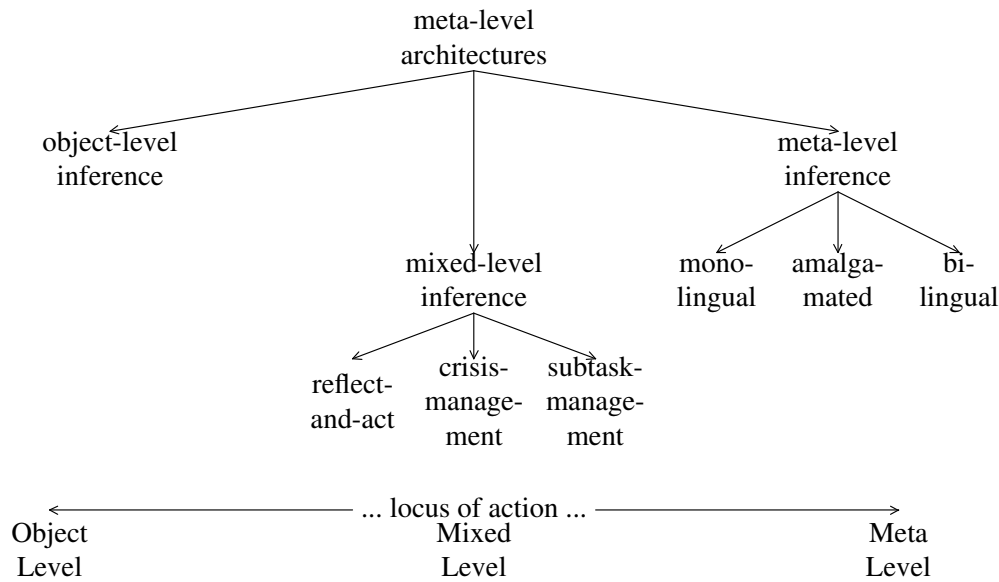 meta-level
architectures
object-level
inference
meta-level
inference
mixed-level
inference
mono-
lingual
amalga-
mated
bi-
lingual
reflect-
and-act
crisis-
manage-
ment
subtask-
manage-
ment
... locus of action ...
Object
Level
Mixed
Level
Meta
Level